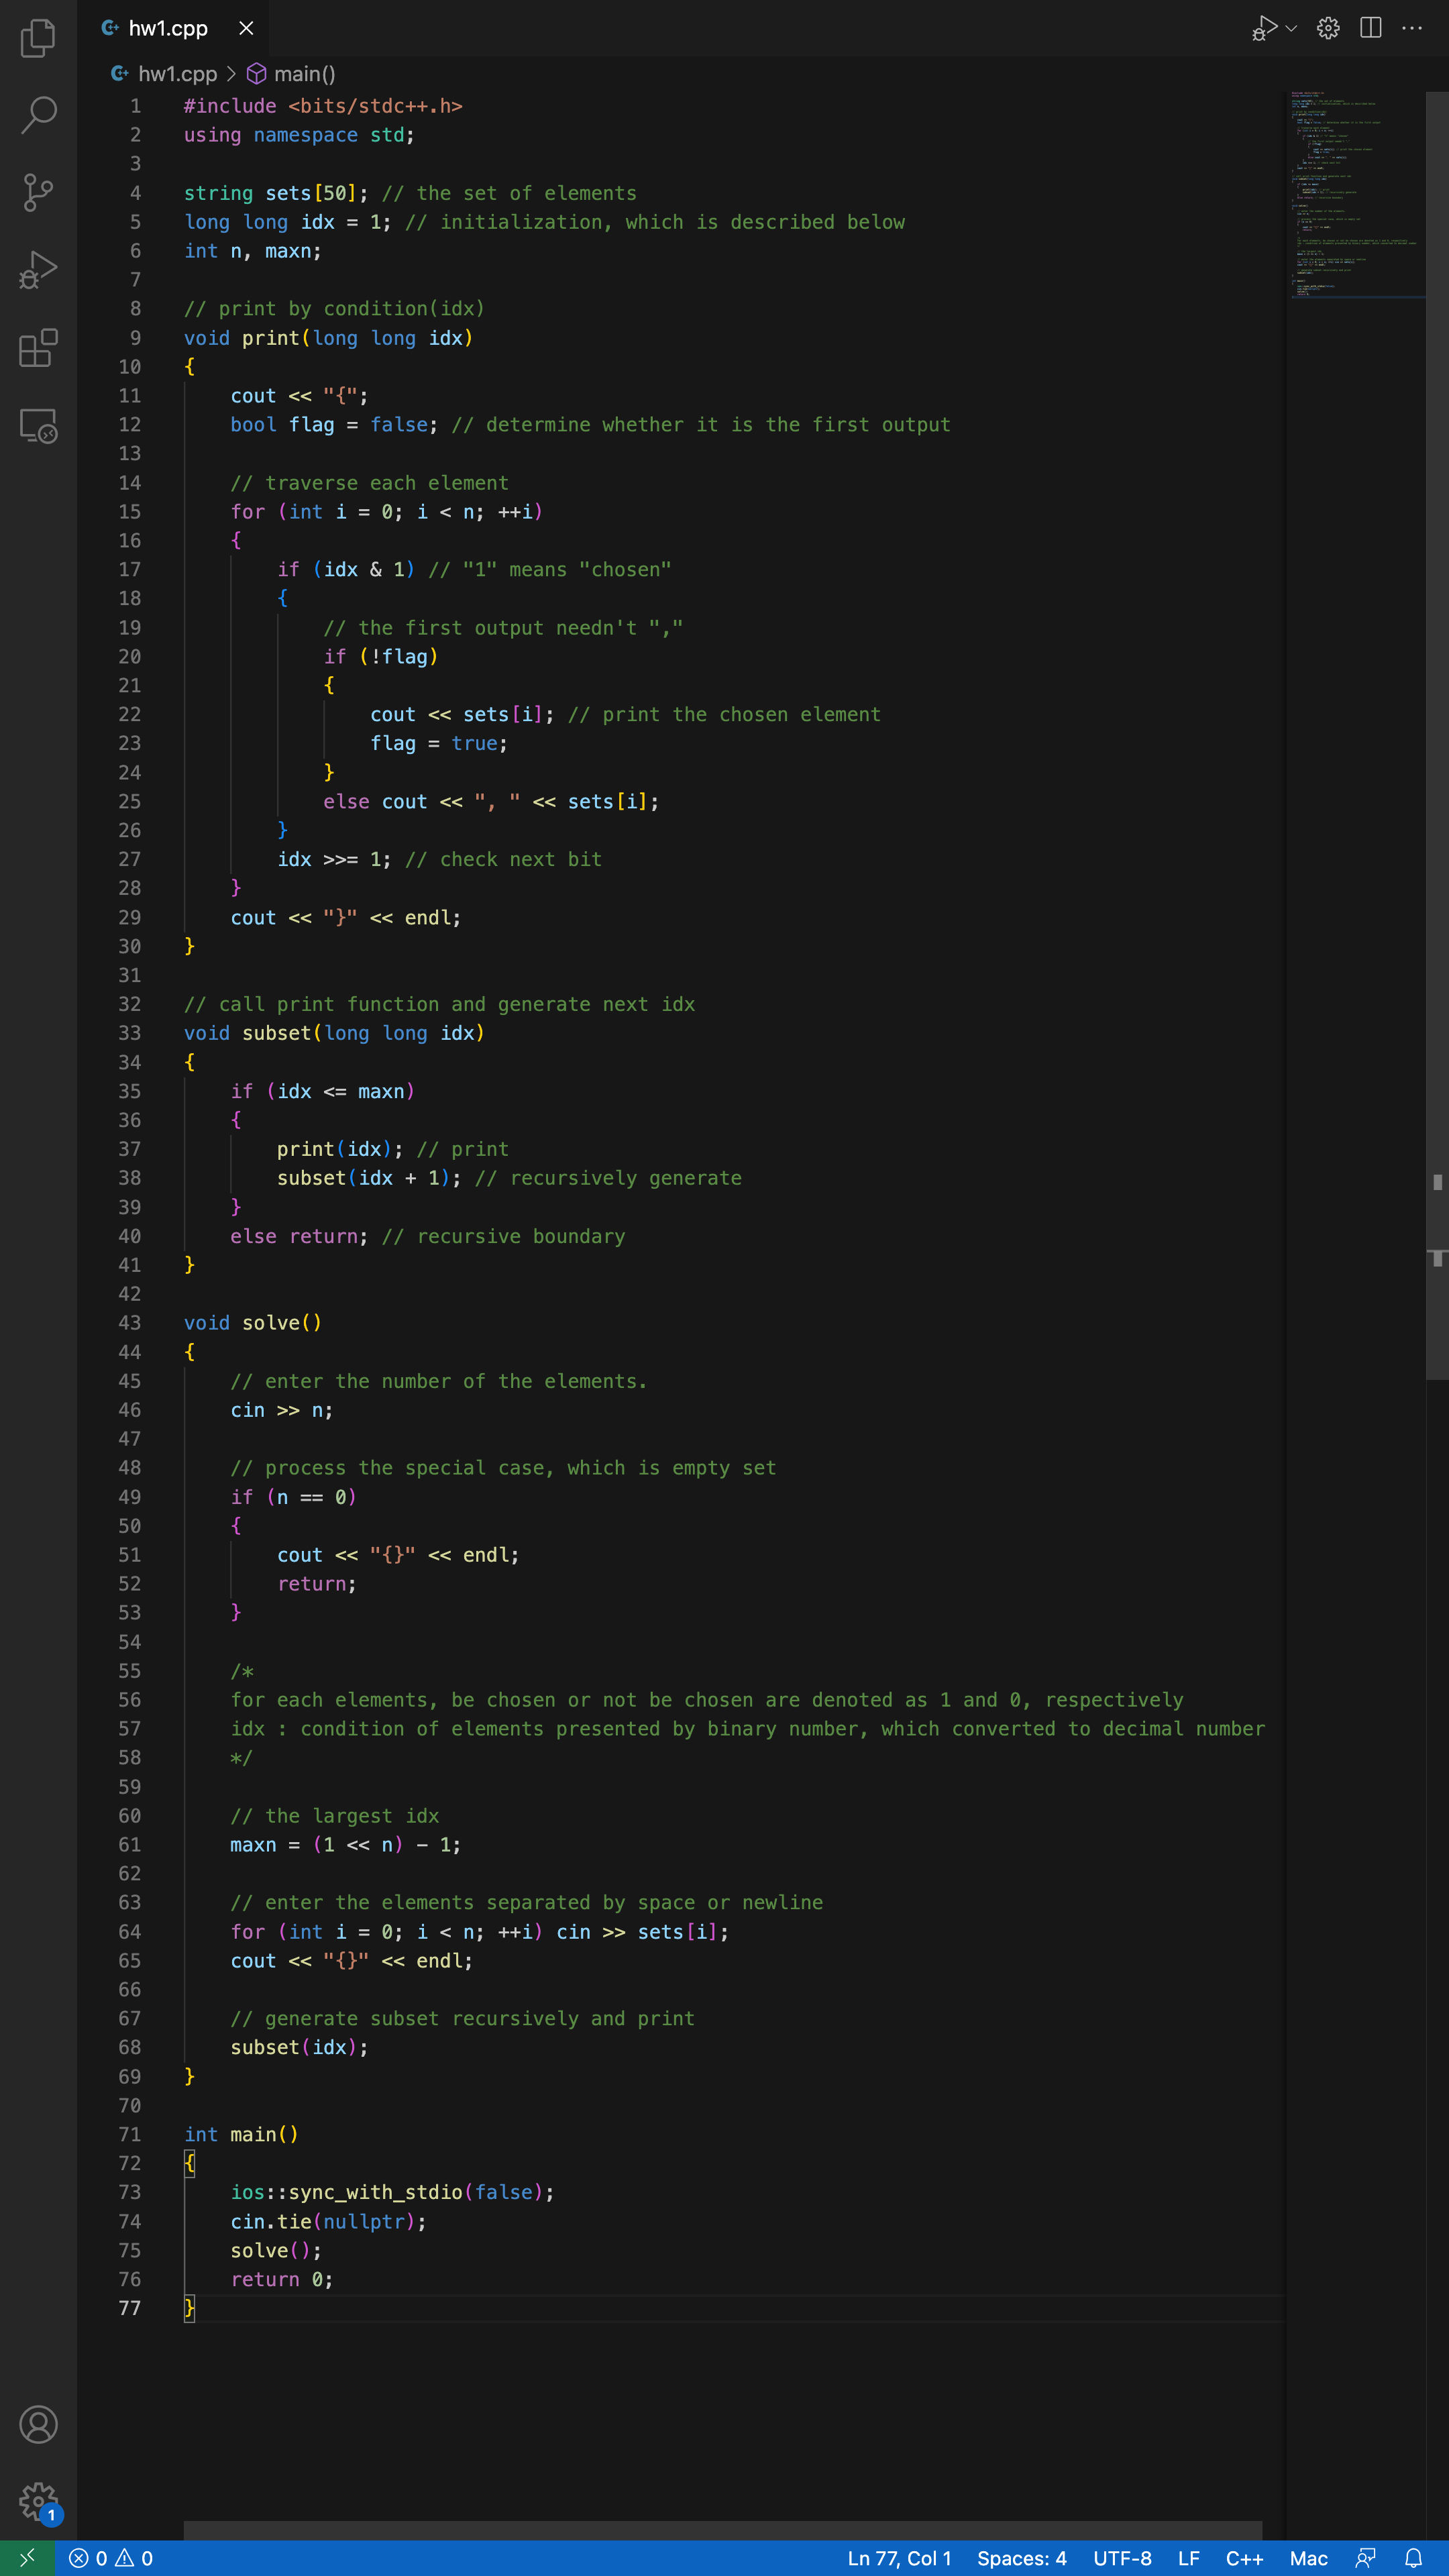 hw1.cpp
hw1.cpp > main()
1 #include <bits/stdc++.h>
2 using namespace std;
3
4 string sets[50]; // the set of elements
5 long long idx = 1; // initialization, which is described below
6 int n, maxn;
7
8 // print by condition(idx)
9 void print(long long idx)
10 {
11     cout << "{";
12     bool flag = false; // determine whether it is the first output
13
14     // traverse each element
15     for (int i = 0; i < n; ++i)
16     {
17         if (idx & 1) // "1" means "chosen"
18         {
19             // the first output needn't ","
20             if (!flag)
21             {
22                 cout << sets[i]; // print the chosen element
23                 flag = true;
24             }
25             else cout << ", " << sets[i];
26         }
27         idx >>= 1; // check next bit
28     }
29     cout << "}" << endl;
30 }
31
32 // call print function and generate next idx
33 void subset(long long idx)
34 {
35     if (idx <= maxn)
36     {
37         print(idx); // print
38         subset(idx + 1); // recursively generate
39     }
40     else return; // recursive boundary
41 }
42
43 void solve()
44 {
45     // enter the number of the elements.
46     cin >> n;
47
48     // process the special case, which is empty set
49     if (n == 0)
50     {
51         cout << "{}" << endl;
52         return;
53     }
54
55     /*
56     for each elements, be chosen or not be chosen are denoted as 1 and 0, respectively
57     idx : condition of elements presented by binary number, which converted to decimal number
58     */
59
60     // the largest idx
61     maxn = (1 << n) - 1;
62
63     // enter the elements separated by space or newline
64     for (int i = 0; i < n; ++i) cin >> sets[i];
65     cout << "{}" << endl;
66
67     // generate subset recursively and print
68     subset(idx);
69 }
70
71 int main()
72 {
73     ios::sync_with_stdio(false);
74     cin.tie(nullptr);
75     solve();
76     return 0;
77 }
1
0 0 Ln 77, Col 1 Spaces: 4 UTF-8 LF C++ Mac